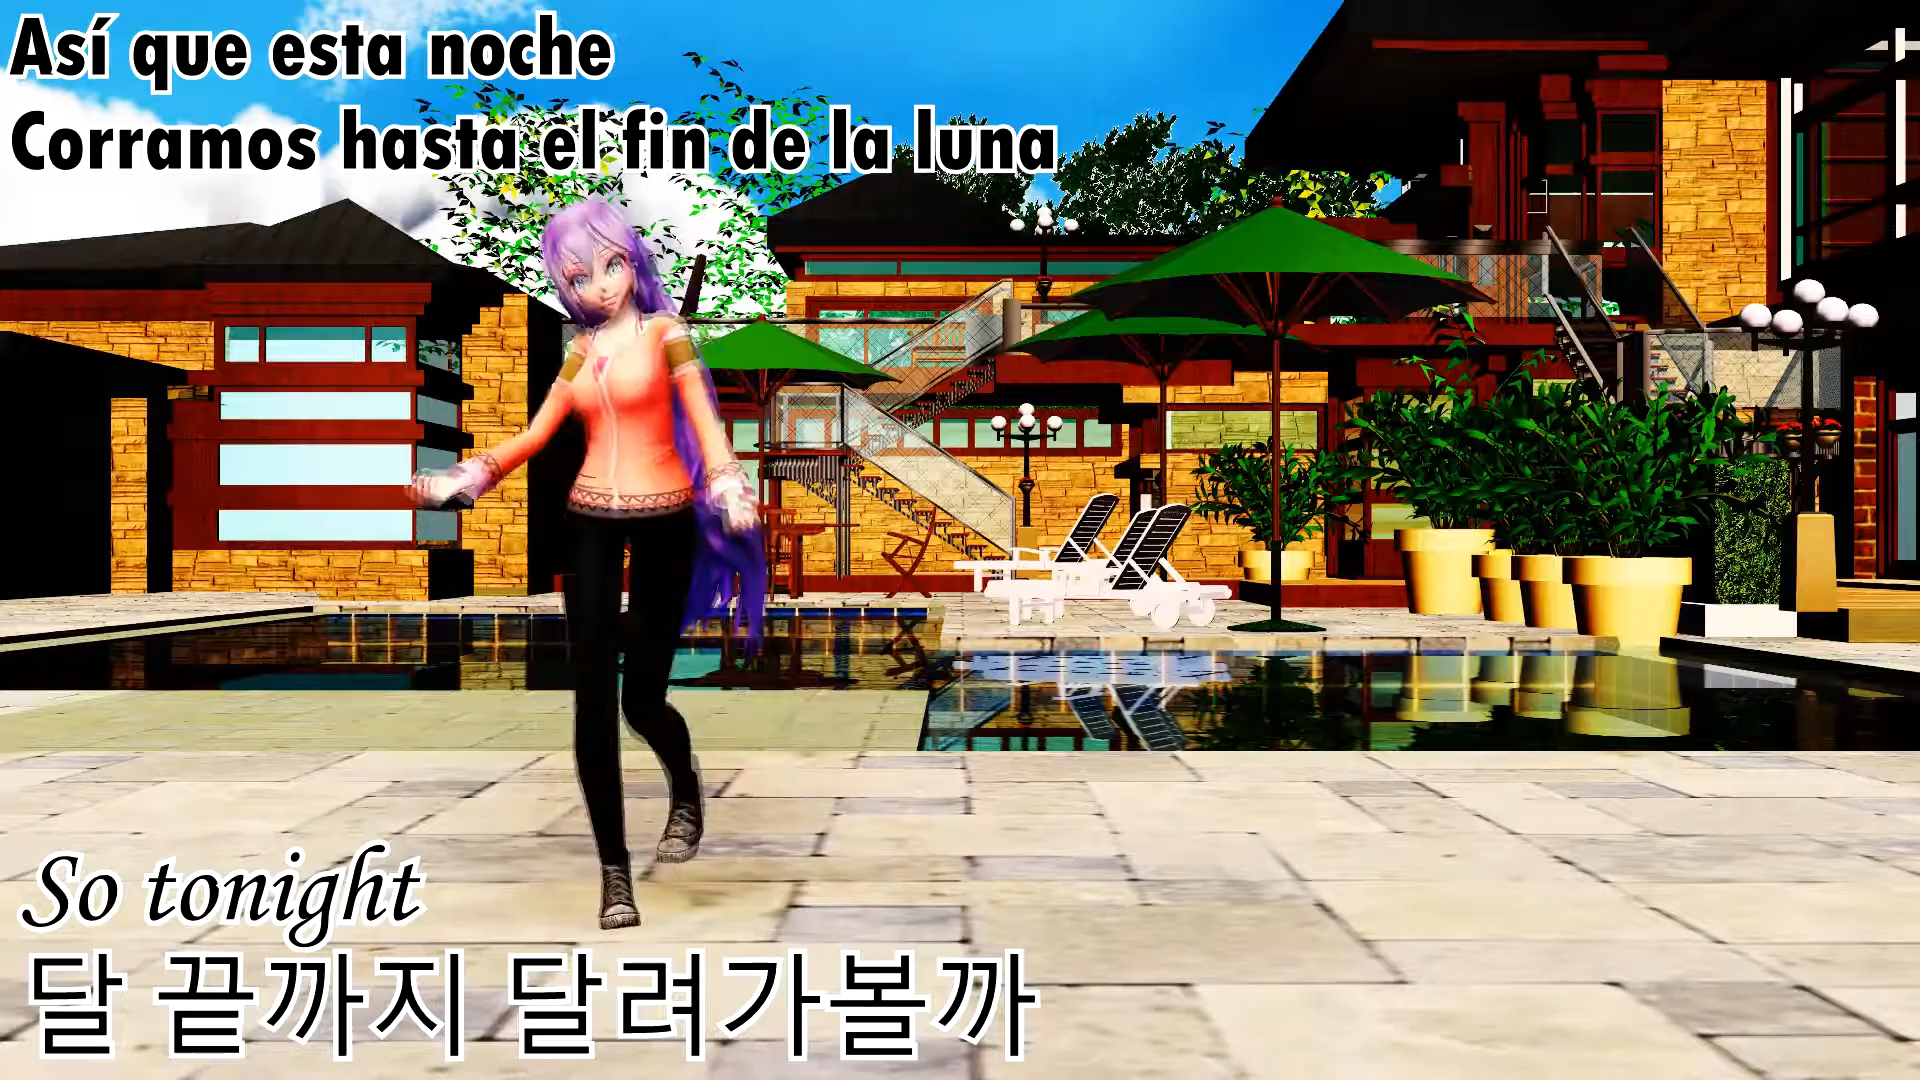 Así que esta noche
Corramos hasta el fin de la luna
So tonight
달 끝까지 달려가볼까